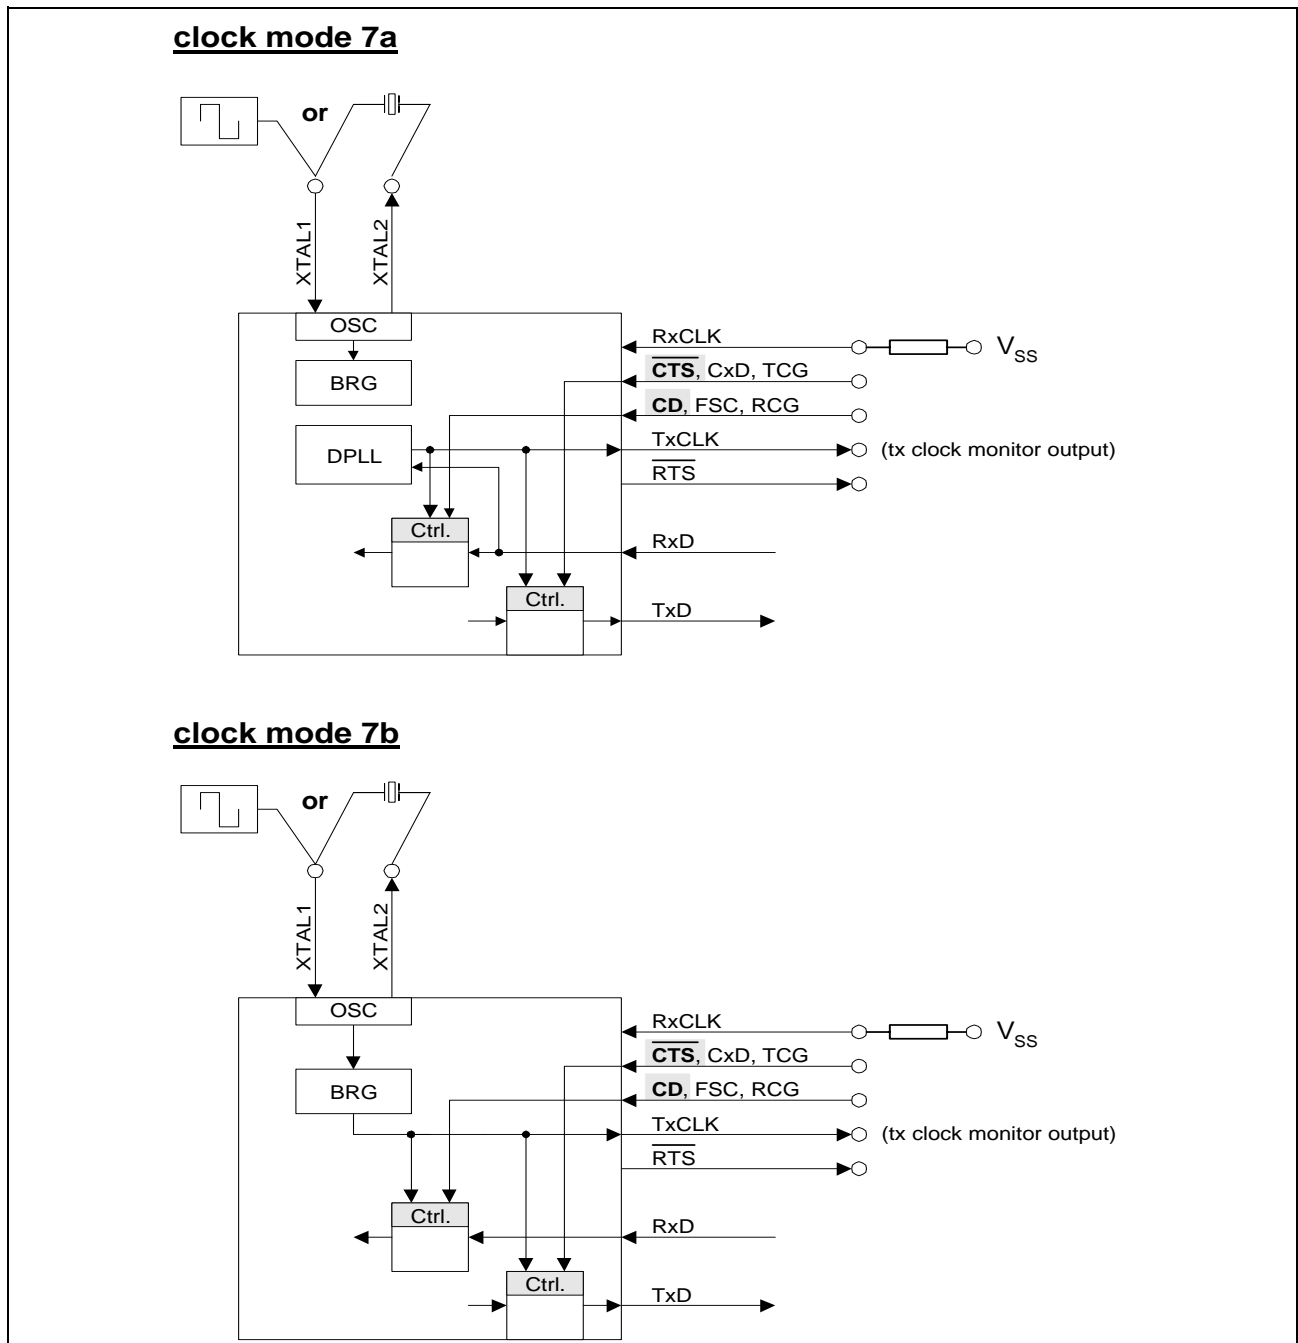 clock mode 7a
or
XTAL1
XTAL2
OSC
BRG
DPLL
Ctrl.
Ctrl.
RxCLK
VSS
CTS, CxD, TCG
CD, FSC, RCG
TxCLK
(tx clock monitor output)
RTS
RxD
TxD
clock mode 7b
or
XTAL1
XTAL2
OSC
BRG
Ctrl.
Ctrl.
RxCLK
VSS
CTS, CxD, TCG
CD, FSC, RCG
TxCLK
(tx clock monitor output)
RTS
RxD
TxD